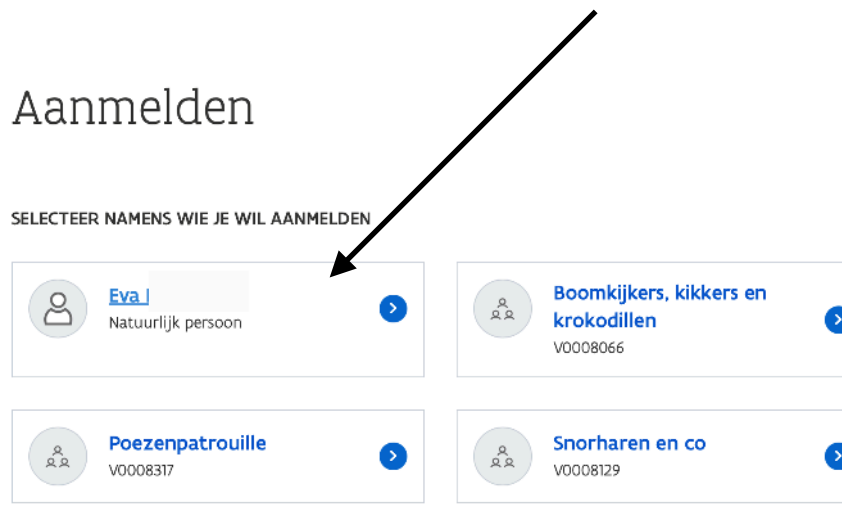 Aanmelden
SELECTEER NAMENS WIE JE WIL AANMELDEN
Eva
Natuurlijk persoon
Boomkijkers, kikkers en
krokodillen
V0008066
Poezenpatrouille
V0008317
Snorharen en co
V0008129